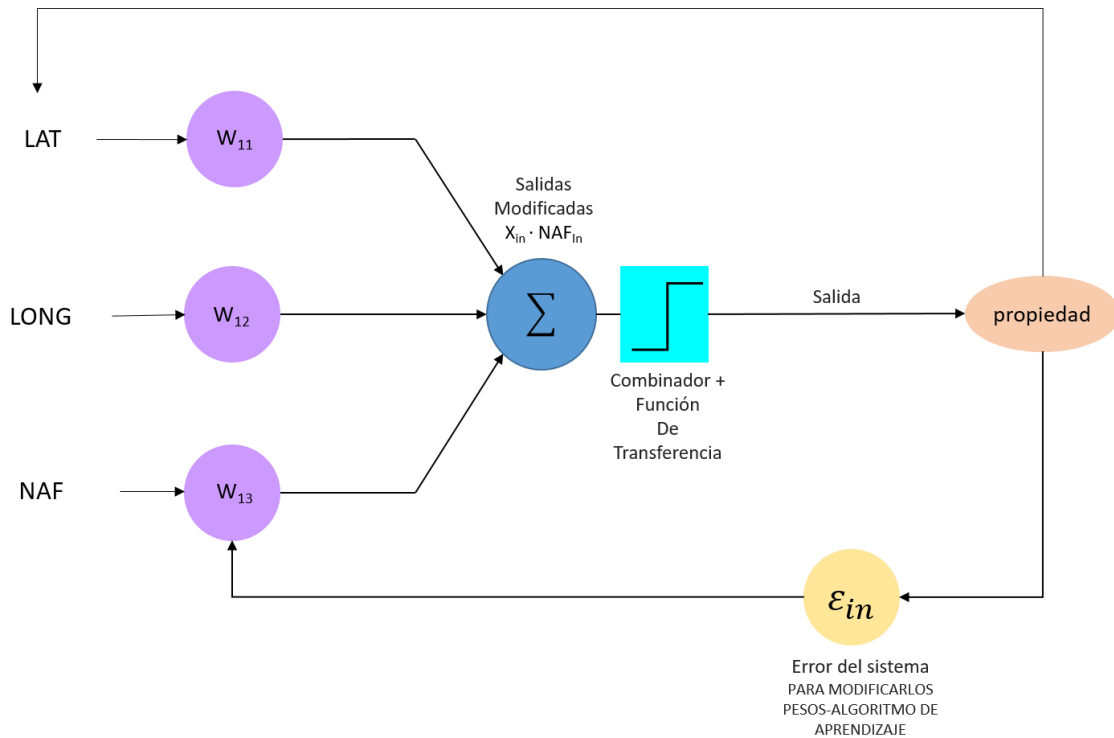 LAT
W11
Salidas
Modificadas
Xin · NAFIn
∑
LONG
W12
Salida
propiedad
Combinador +
Función
De
Transferencia
NAF
W13
εin
Error del sistema
PARA MODIFICARLOS
PESOS-ALGORITMO DE
APRENDIZAJE